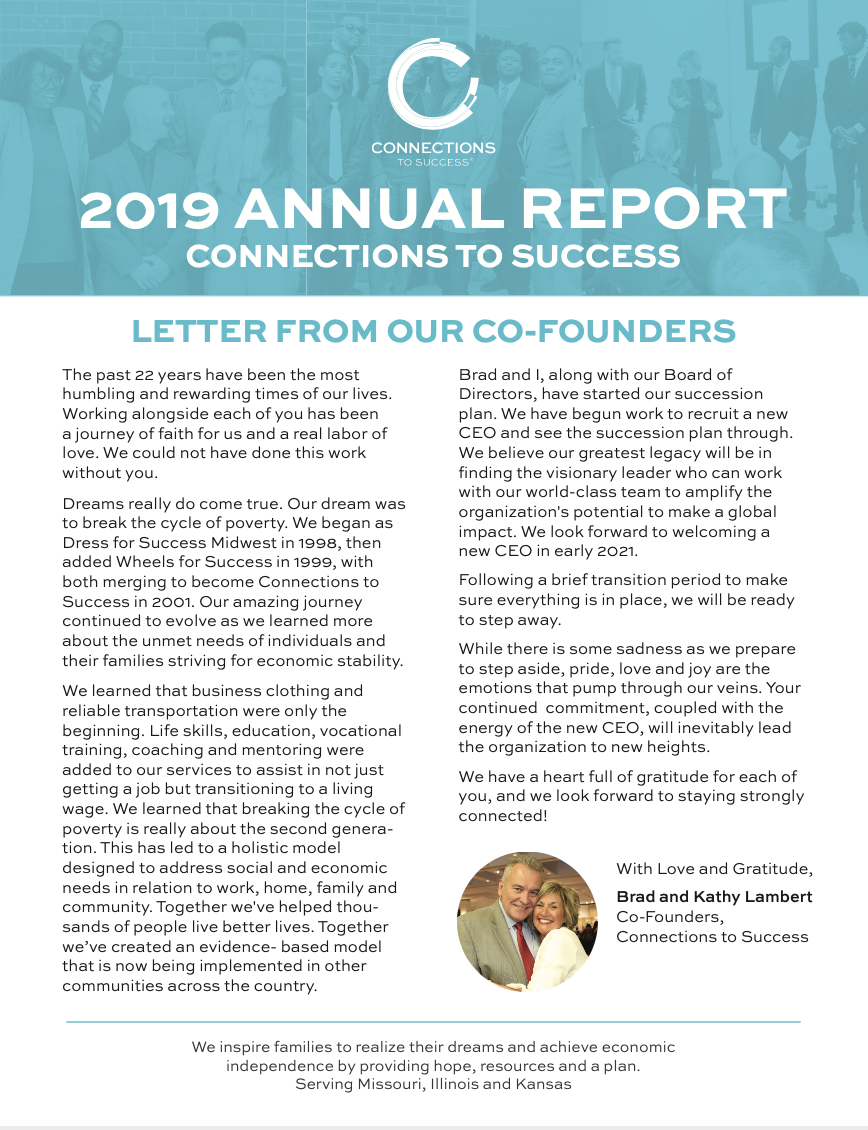 CONNECTIONS
TO SUCCESS®
2019 ANNUAL REPORT
CONNECTIONS TO SUCCESS
LETTER FROM OUR CO-FOUNDERS
The past 22 years have been the most
humbling and rewarding times of our lives.
Working alongside each of you has been
a journey of faith for us and a real labor of
love. We could not have done this work
without you.
Dreams really do come true. Our dream was
to break the cycle of poverty. We began as
Dress for Success Midwest in 1998, then
added Wheels for Success in 1999, with
both merging to become Connections to
Success in 2001. Our amazing journey
continued to evolve as we learned more
about the unmet needs of individuals and
their families striving for economic stability.
We learned that business clothing and
reliable transportation were only the
beginning. Life skills, education, vocational
training, coaching and mentoring were
added to our services to assist in not just
getting a job but transitioning to a living
wage. We learned that breaking the cycle of
poverty is really about the second genera-
tion. This has led to a holistic model
designed to address social and economic
needs in relation to work, home, family and
community. Together we've helped thou-
sands of people live better lives. Together
we’ve created an evidence- based model
that is now being implemented in other
communities across the country.
Brad and I, along with our Board of
Directors, have started our succession
plan. We have begun work to recruit a new
CEO and see the succession plan through.
We believe our greatest legacy will be in
finding the visionary leader who can work
with our world-class team to amplify the
organization's potential to make a global
impact. We look forward to welcoming a
new CEO in early 2021.
Following a brief transition period to make
sure everything is in place, we will be ready
to step away.
While there is some sadness as we prepare
to step aside, pride, love and joy are the
emotions that pump through our veins. Your
continued  commitment, coupled with the
energy of the new CEO, will inevitably lead
the organization to new heights.
We have a heart full of gratitude for each of
you, and we look forward to staying strongly
connected!
With Love and Gratitude,
Brad and Kathy Lambert
Co-Founders,
Connections to Success
We inspire families to realize their dreams and achieve economic
independence by providing hope, resources and a plan.
Serving Missouri, Illinois and Kansas